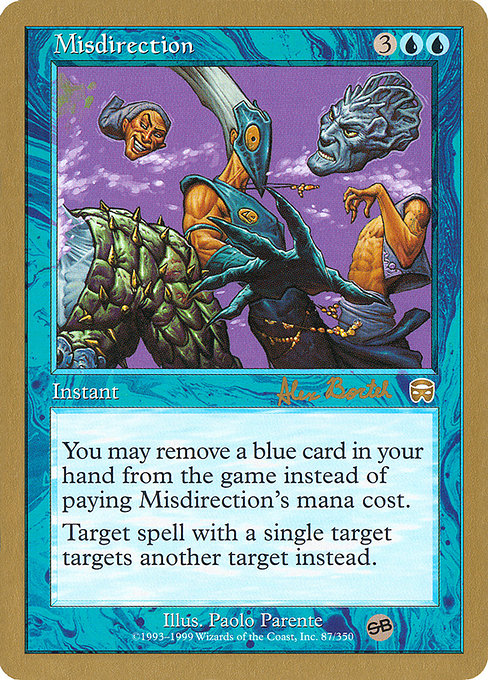 Misdirection 3
Instant Alex Bortel
You may remove a blue card in your
hand from the game instead of
paying Misdirection's mana cost.
Target spell with a single target
targets another target instead.
Illus. Paolo Parente
©1993–1999 Wizards of the Coast, Inc. 87/350
SB